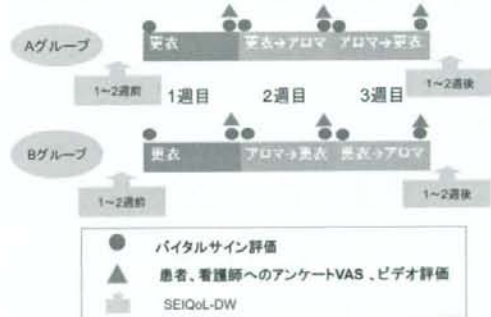 Aグループ
更衣
更衣→アロマ
アロマ→更衣
1~2週前
1週目
2週目
3週目
1~2週後
Bグループ
更衣
アロマ→更衣
更衣→アロマ
1~2週前
1~2週後
バイタルサイン評価
患者、看護師へのアンケートVAS、ビデオ評価
SEIQoL-DW